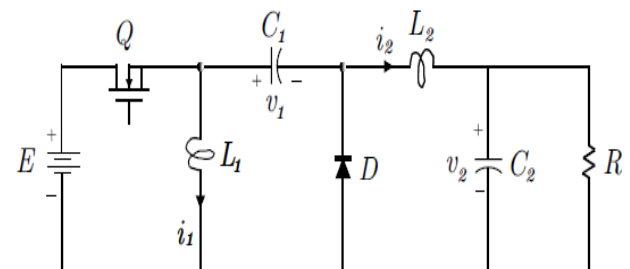 Q
C₁
+ −
v₁
i₂
L₂
+
E
−
L₁
i₁
D
+
v₂
−
C₂
R